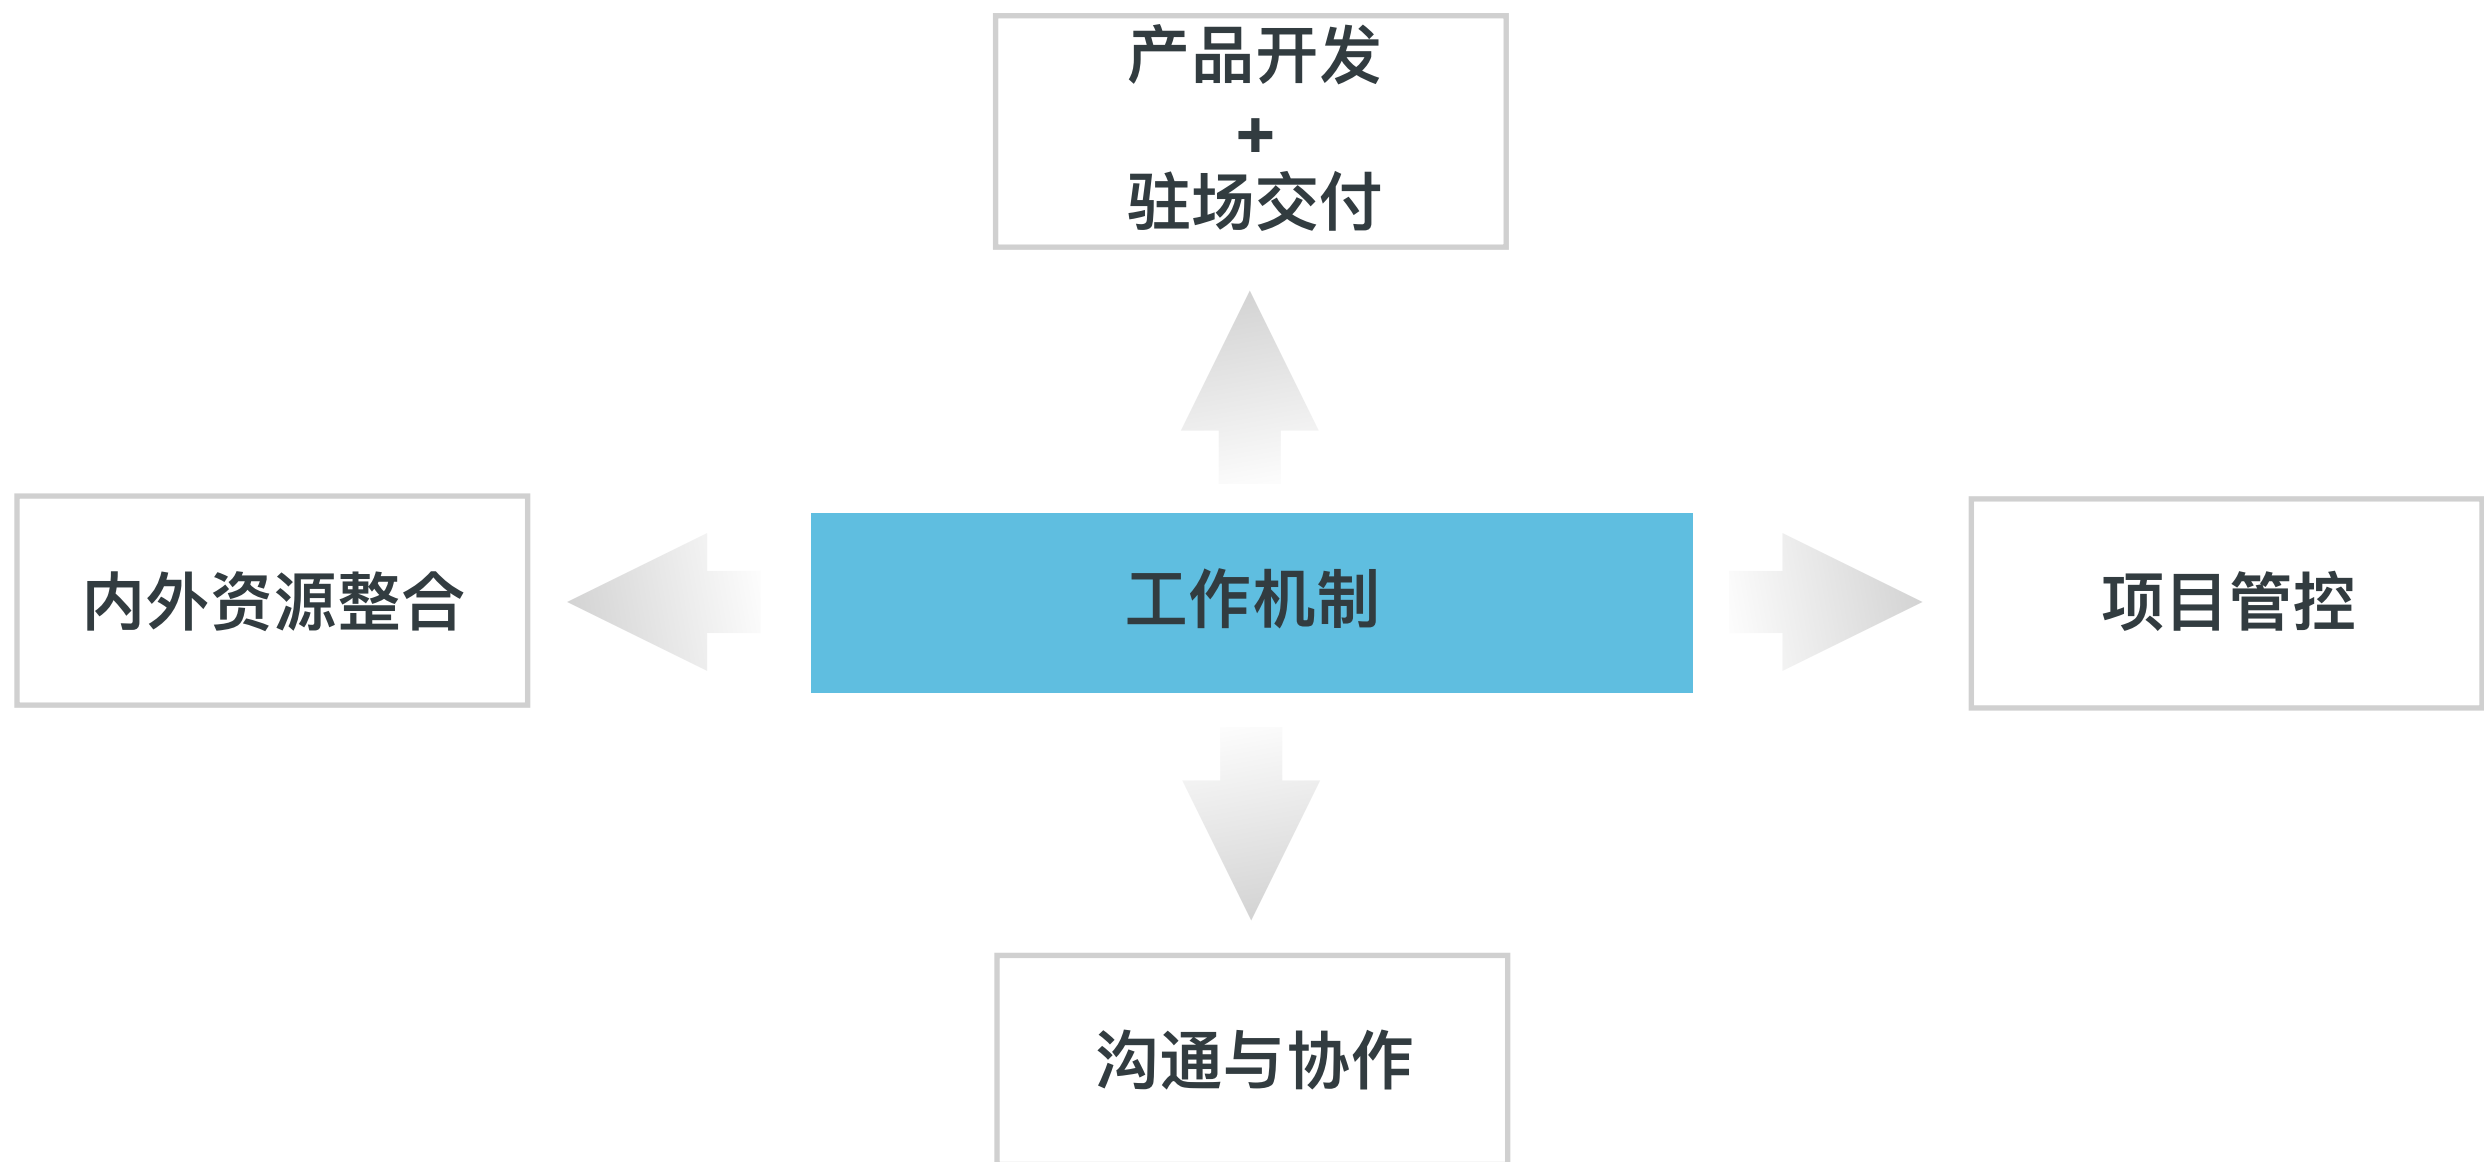 产品开发
+
驻场交付
内外资源整合
工作机制
项目管控
沟通与协作